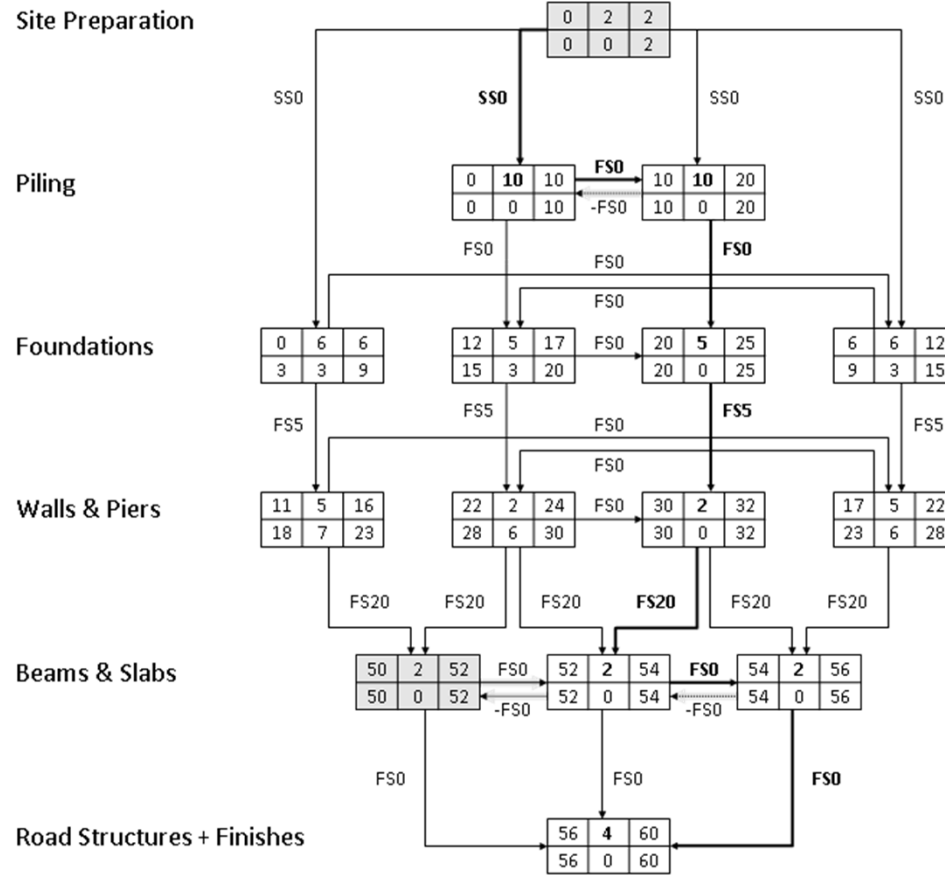 Site Preparation
0 2 2
0 0 2
SS0 SS0 SS0 SS0
Piling
0 10 10 FS0 10 10 20
0 0 10 -FS0 10 0 20
FS0 FS0
FS0
FS0
Foundations
0 6 6 12 5 17 FS0 20 5 25 6 6 12
3 3 9 15 3 20 20 0 25 9 3 15
FS5 FS5 FS5 FS5
FS0
FS0
Walls & Piers
11 5 16 22 2 24 FS0 30 2 32 17 5 22
18 7 23 28 6 30 30 0 32 23 6 28
FS20 FS20 FS20 FS20 FS20 FS20
Beams & Slabs
50 2 52 FS0 52 2 54 FS0 54 2 56
50 0 52 -FS0 52 0 54 -FS0 54 0 56
FS0 FS0 FS0
Road Structures + Finishes
56 4 60
56 0 60